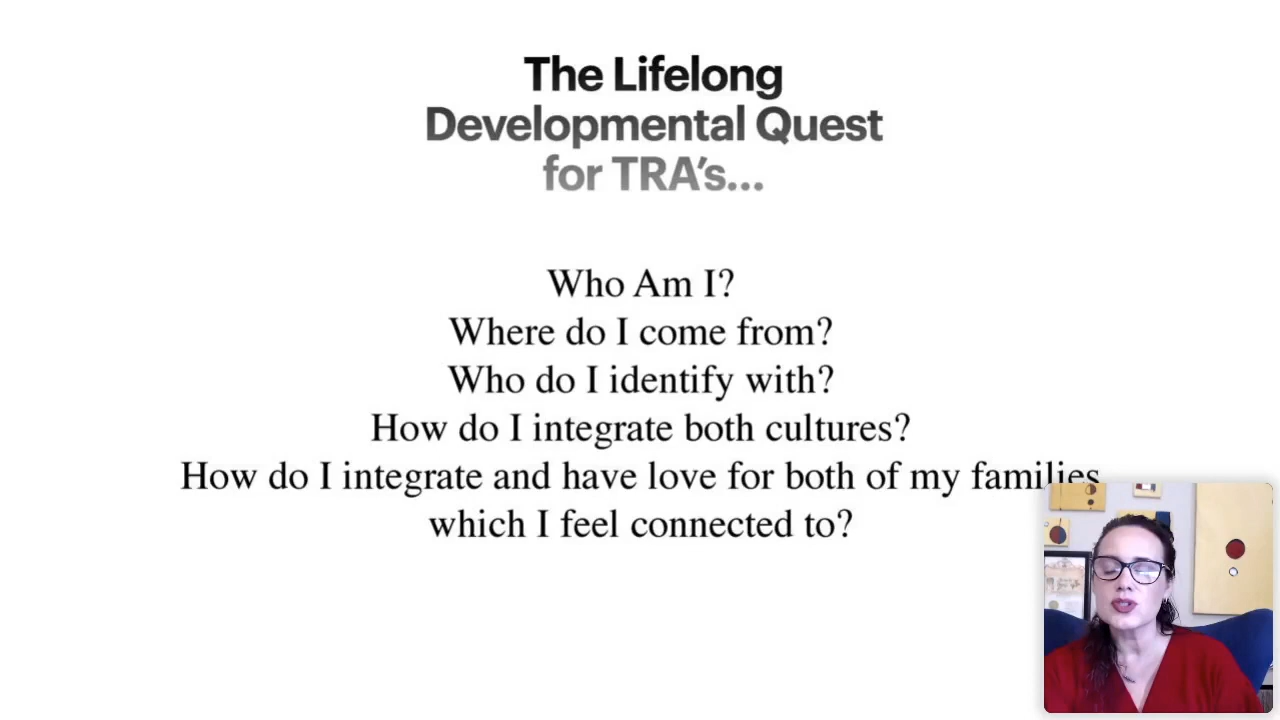 The Lifelong
Developmental Quest
for TRA's...
Who Am I?
Where do I come from?
Who do I identify with?
How do I integrate both cultures?
How do I integrate and have love for both of my families
which I feel connected to?